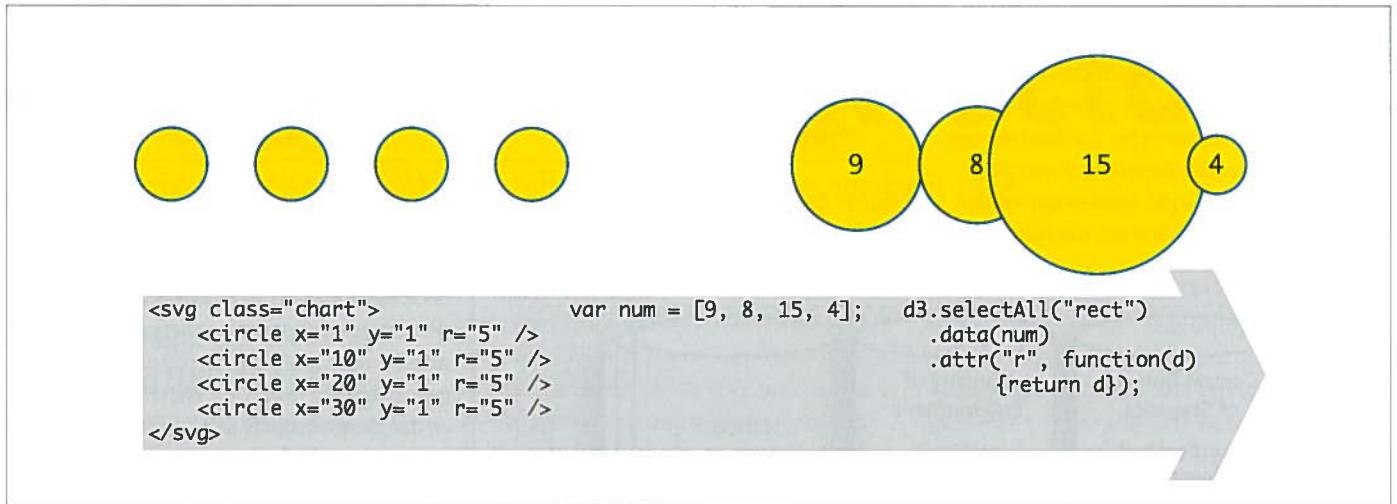 9 8 15 4
<svg class="chart">
<circle x="1" y="1" r="5" />
<circle x="10" y="1" r="5" />
<circle x="20" y="1" r="5" />
<circle x="30" y="1" r="5" />
</svg>
var num = [9, 8, 15, 4];
d3.selectAll("rect")
.data(num)
.attr("r", function(d)
{return d});